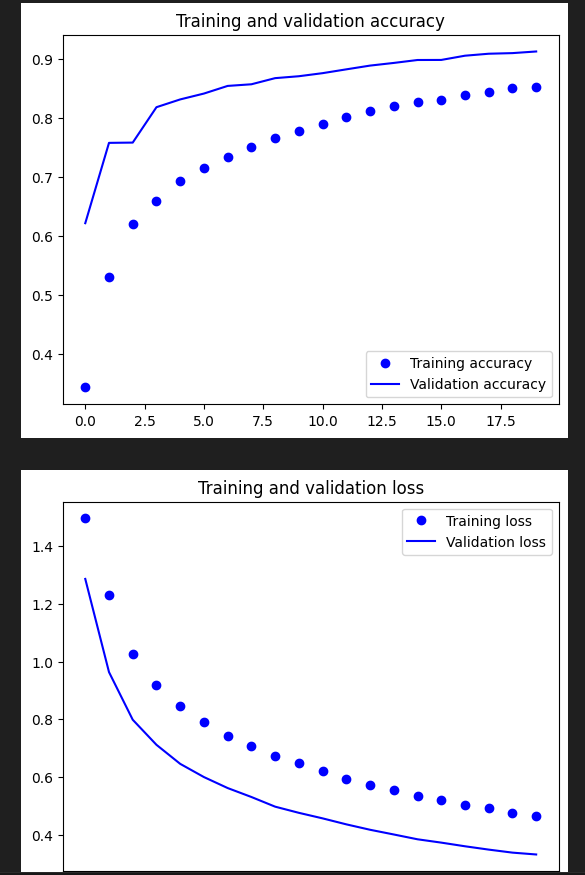 Training and validation accuracy
0.9
0.8
0.7
0.6
0.5
0.4
Training accuracy
Validation accuracy
0.0 2.5 5.0 7.5 10.0 12.5 15.0 17.5
Training and validation loss
Training loss
Validation loss
1.4
1.2
1.0
0.8
0.6
0.4